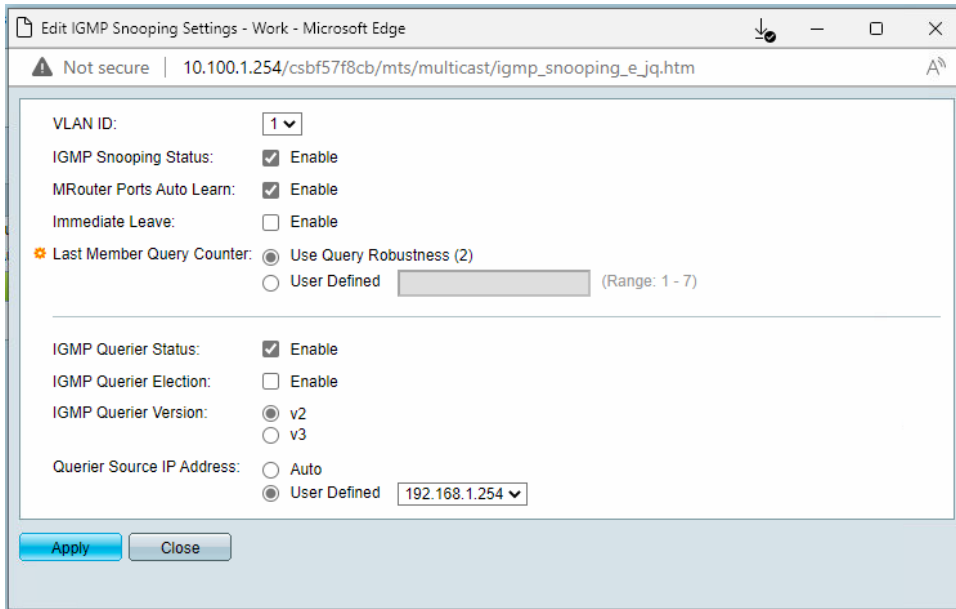 Edit IGMP Snooping Settings - Work - Microsoft Edge
Not secure | 10.100.1.254/csbf57f8cb/mts/multicast/igmp_snooping_e_jq.htm
VLAN ID: 1
IGMP Snooping Status: Enable
MRouter Ports Auto Learn: Enable
Immediate Leave: Enable
Last Member Query Counter: Use Query Robustness (2)
User Defined (Range: 1 - 7)
IGMP Querier Status: Enable
IGMP Querier Election: Enable
IGMP Querier Version: v2
v3
Querier Source IP Address: Auto
User Defined 192.168.1.254
Apply Close